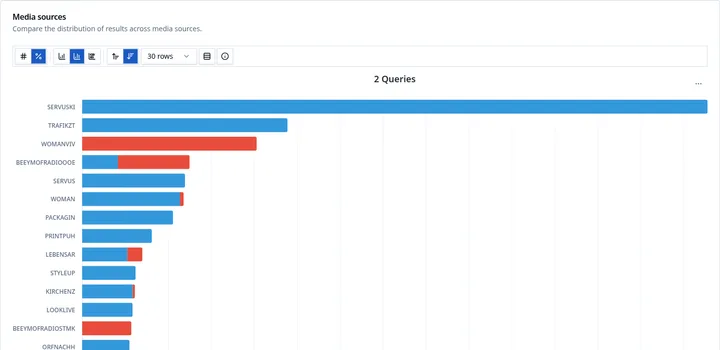 Media sources
Compare the distribution of results across media sources.
# % 30 rows
2 Queries
...
SERVUSKI
TRAFIKZT
WOMANVIV
BEEYMOFRADIOOOE
SERVUS
WOMAN
PACKAGIN
PRINTPUH
LEBENSAR
STYLEUP
KIRCHENZ
LOOKLIVE
BEEYMOFRADIOSTMK
ORFNACHH